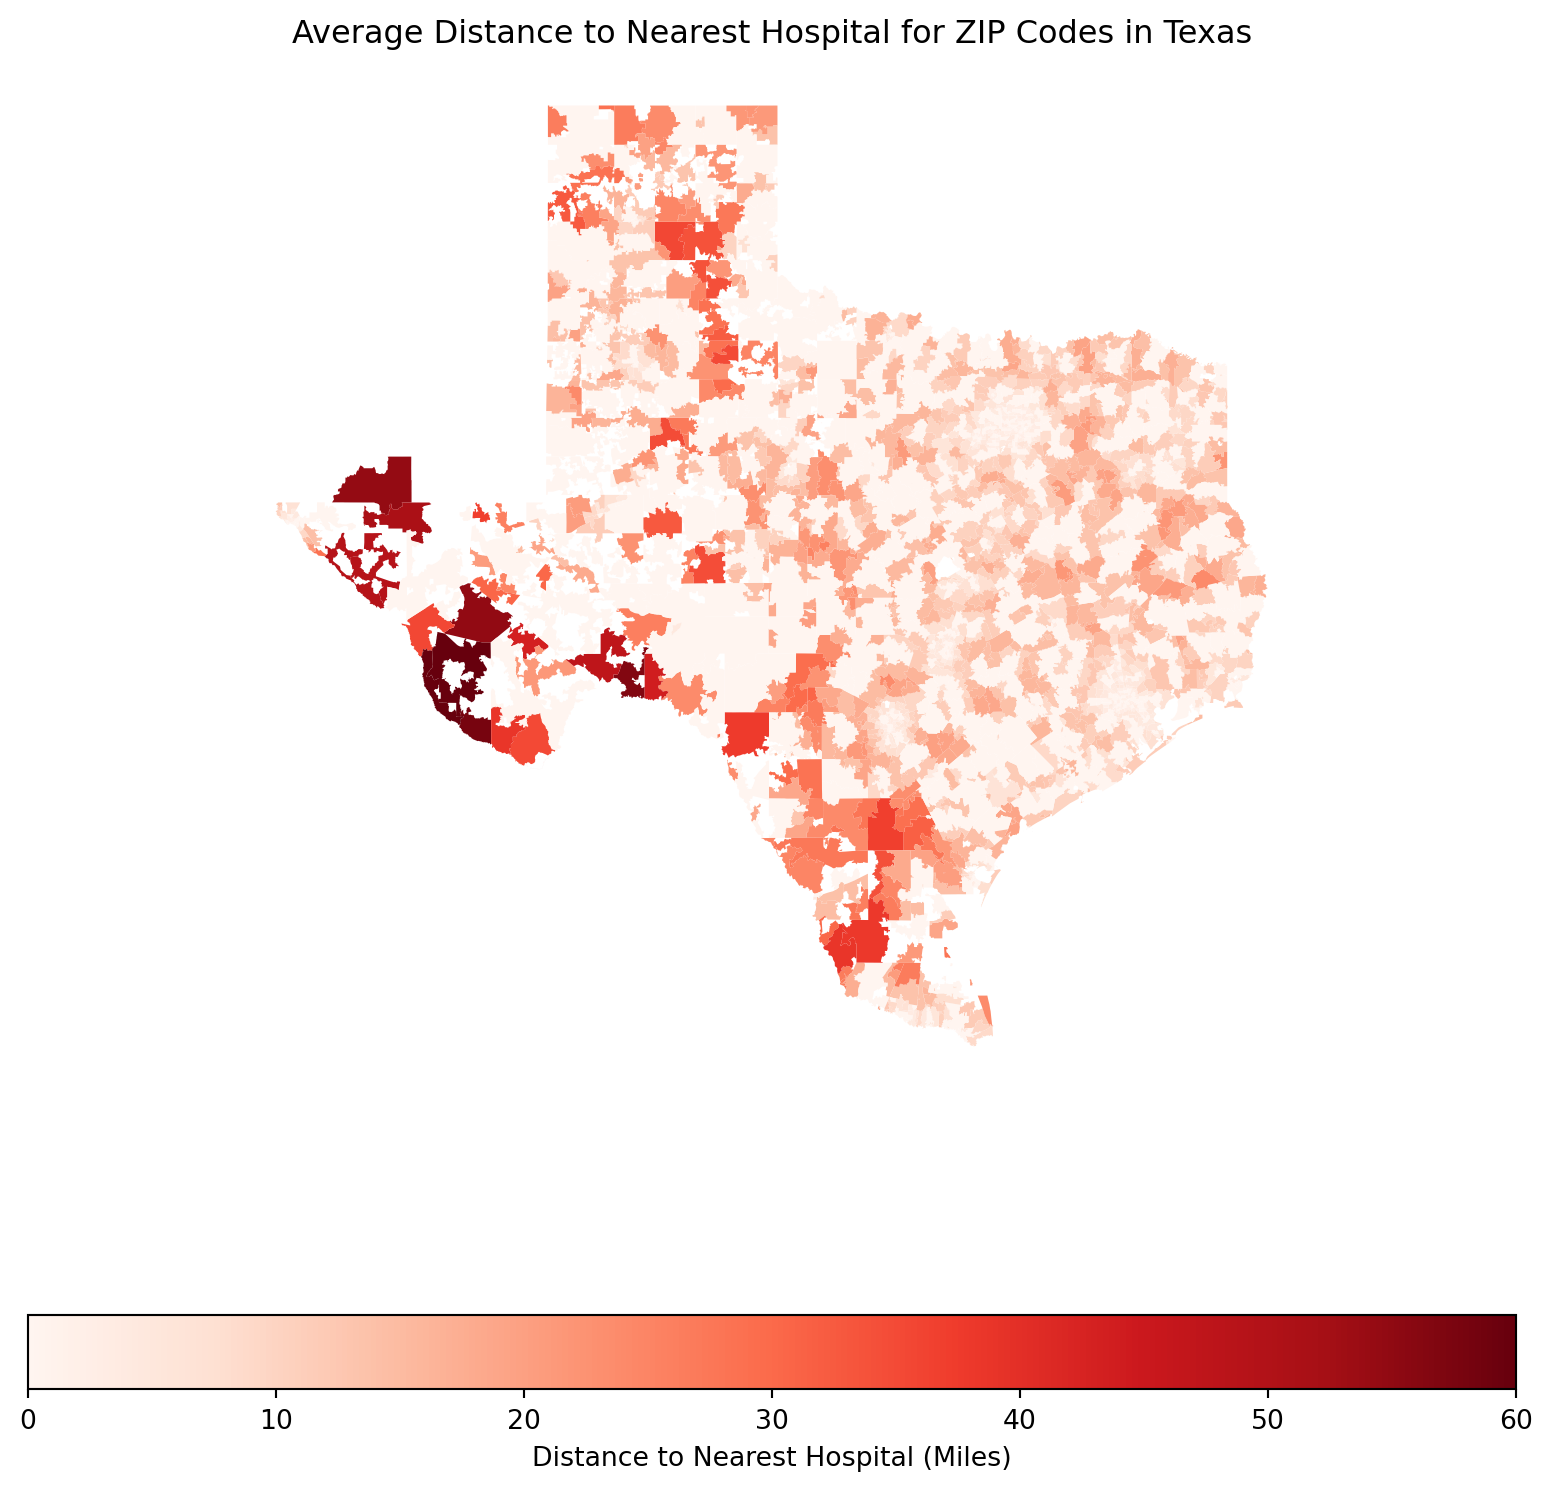 Average Distance to Nearest Hospital for ZIP Codes in Texas
0 10 20 30 40 50 60
Distance to Nearest Hospital (Miles)